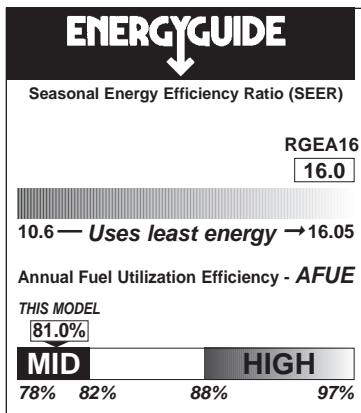 ENERGYGUIDE
Seasonal Energy Efficiency Ratio (SEER)
RGEA16
16.0
10.6 — Uses least energy → 16.05
Annual Fuel Utilization Efficiency - AFUE
THIS MODEL
81.0%
MID HIGH
78% 82% 88% 97%